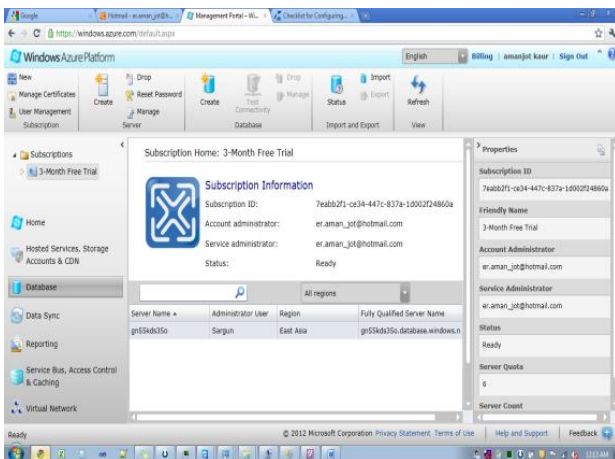 Google
Hotmail - er.aman_jot@h...
Management Portal – Wi...
Checklist for Configuring...
https://windows.azure.com/default.aspx
Windows Azure Platform
English
Billing | amanjot kaur | Sign Out
New
Manage Certificates
User Management
Subscription
Create
Drop
Reset Password
Manage
Server
Create
Test Connectivity
Drop
Manage
Database
Status
Import
Export
Import and Export
Refresh
View
Subscriptions
3-Month Free Trial
Home
Hosted Services, Storage
Accounts & CDN
Database
Data Sync
Reporting
Service Bus, Access Control
& Caching
Virtual Network
Subscription Home: 3-Month Free Trial
Subscription Information
Subscription ID: 7eabb2f1-ce34-447c-837a-1d002f24860a
Account administrator: er.aman_jot@hotmail.com
Service administrator: er.aman_jot@hotmail.com
Status: Ready
All regions
Server Name Administrator User Region Fully Qualified Server Name
gn55kds35o Sargun East Asia gn55kds35o.database.windows.n
Properties
Subscription ID
7eabb2f1-ce34-447c-837a-1d002f24860a
Friendly Name
3-Month Free Trial
Account Administrator
er.aman_jot@hotmail.com
Service Administrator
er.aman_jot@hotmail.com
Status
Ready
Server Quota
6
Server Count
Ready
© 2012 Microsoft Corporation Privacy Statement Terms of Use
Help and Support
Feedback